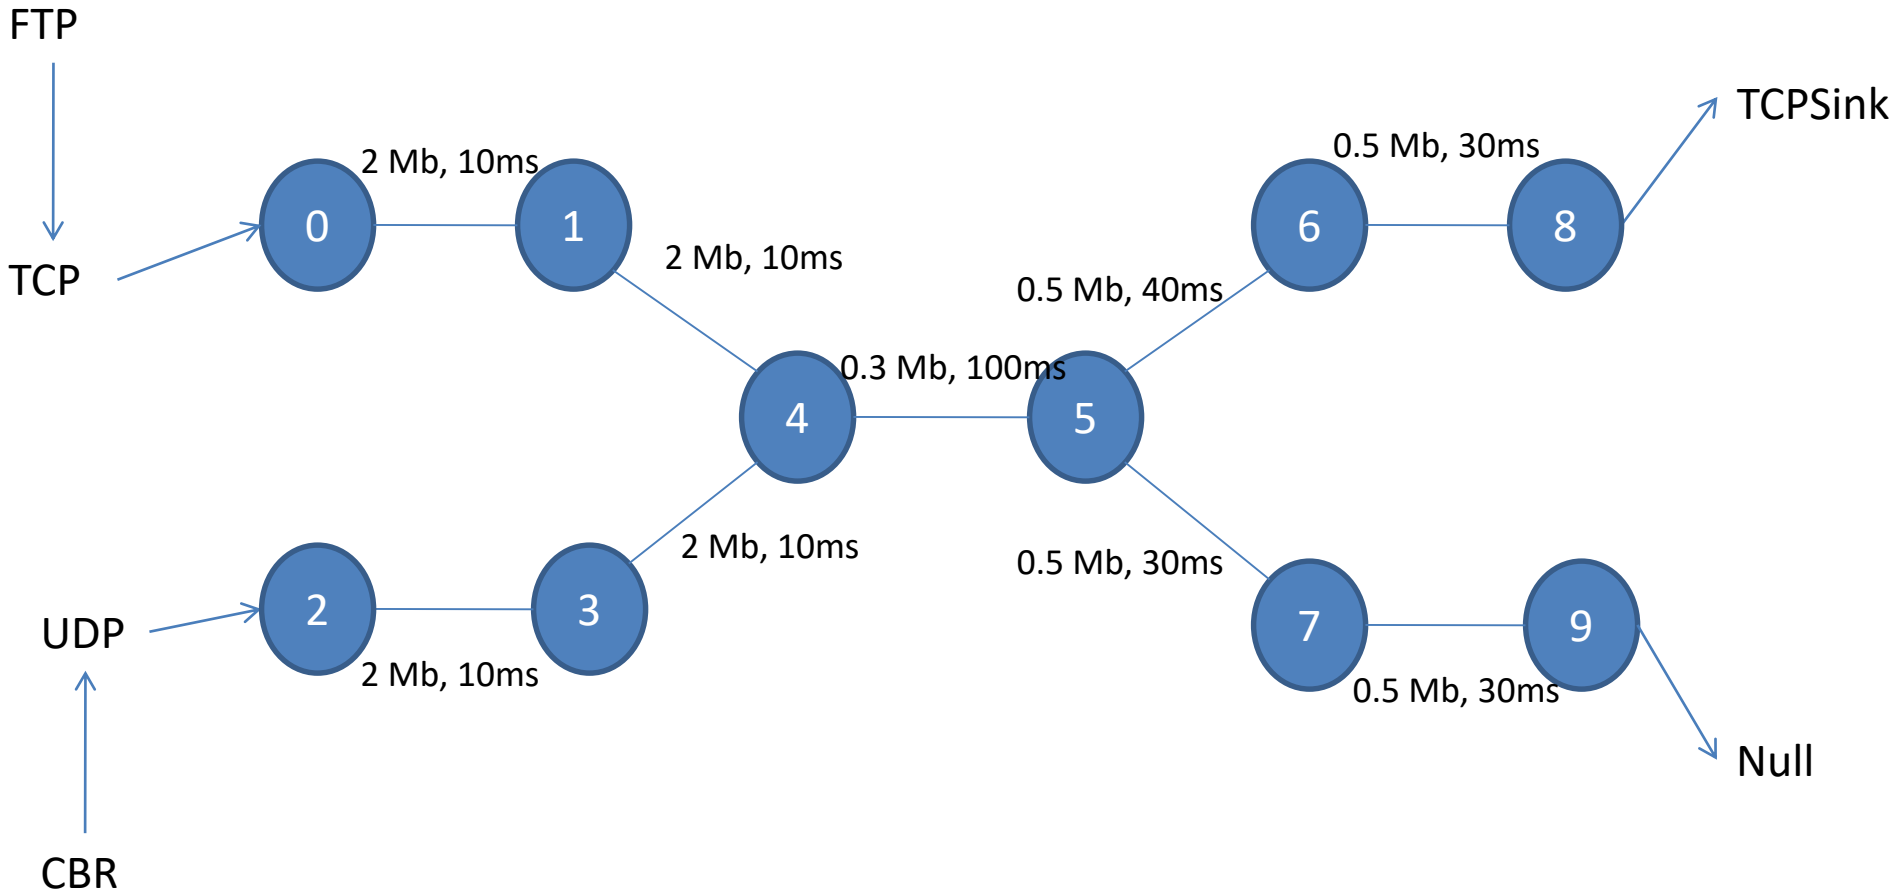 FTP
TCPSink
0.5 Mb, 30ms
2 Mb, 10ms
0
1
6
8
2 Mb, 10ms
TCP
0.5 Mb, 40ms
0.3 Mb, 100ms
4
5
2 Mb, 10ms
0.5 Mb, 30ms
2
3
7
9
UDP
2 Mb, 10ms
0.5 Mb, 30ms
Null
CBR